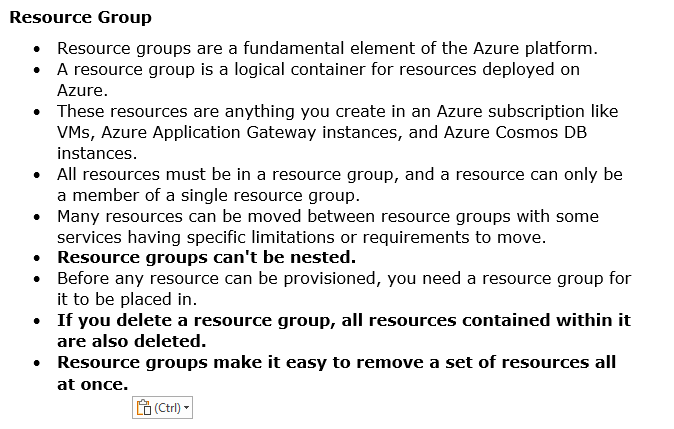 Resource Group
• Resource groups are a fundamental element of the Azure platform.
• A resource group is a logical container for resources deployed on
Azure.
• These resources are anything you create in an Azure subscription like
VMs, Azure Application Gateway instances, and Azure Cosmos DB
instances.
• All resources must be in a resource group, and a resource can only be
a member of a single resource group.
• Many resources can be moved between resource groups with some
services having specific limitations or requirements to move.
• Resource groups can't be nested.
• Before any resource can be provisioned, you need a resource group for
it to be placed in.
• If you delete a resource group, all resources contained within it
are also deleted.
• Resource groups make it easy to remove a set of resources all
at once.
(Ctrl)